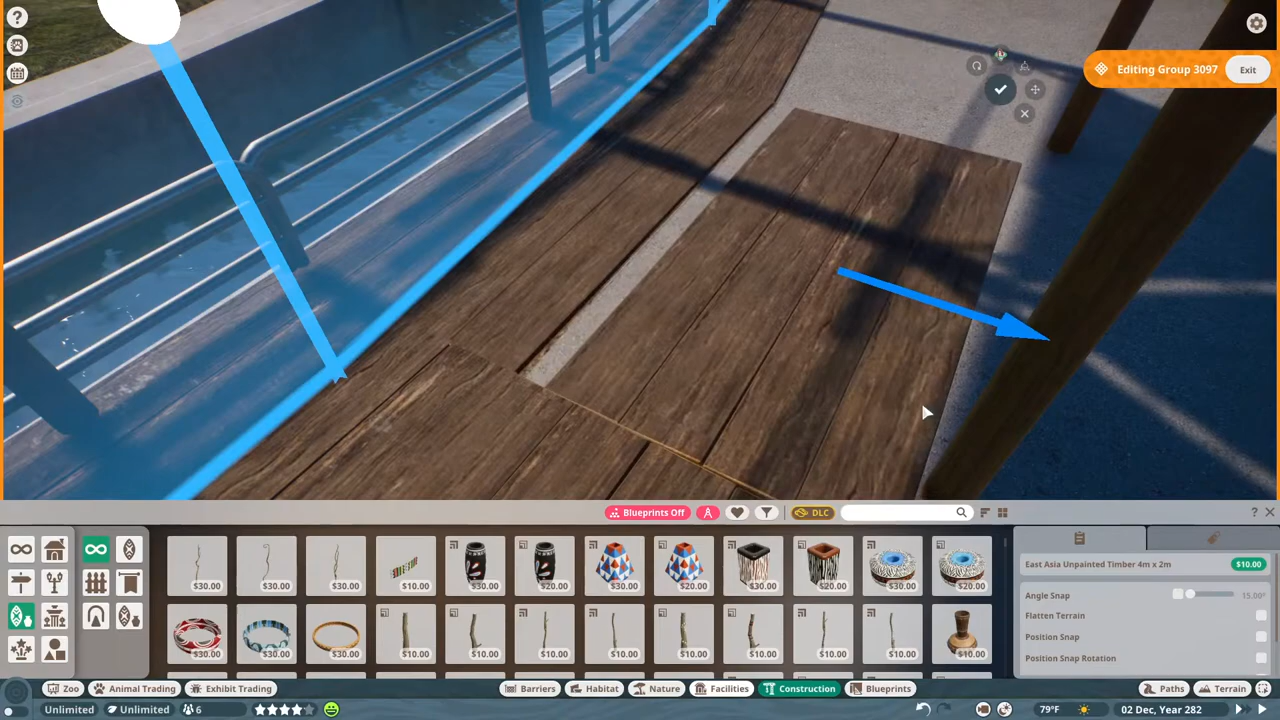 ?
Editing Group 3097
Exit
Blueprints Off
DLC
?
$30.00
$30.00
$30.00
$10.00
$30.00
$20.00
$30.00
$20.00
$30.00
$20.00
$30.00
$20.00
$30.00
$30.00
$30.00
$10.00
$10.00
$10.00
$10.00
$10.00
$10.00
$10.00
$10.00
$10.00
East Asia Unpainted Timber 4m x 2m
$10.00
Angle Snap
15.00°
Flatten Terrain
Position Snap
Position Snap Rotation
Zoo
Animal Trading
Exhibit Trading
Barriers
Habitat
Nature
Facilities
Construction
Blueprints
Paths
Terrain
Unlimited
Unlimited
6
79°F
02 Dec, Year 282